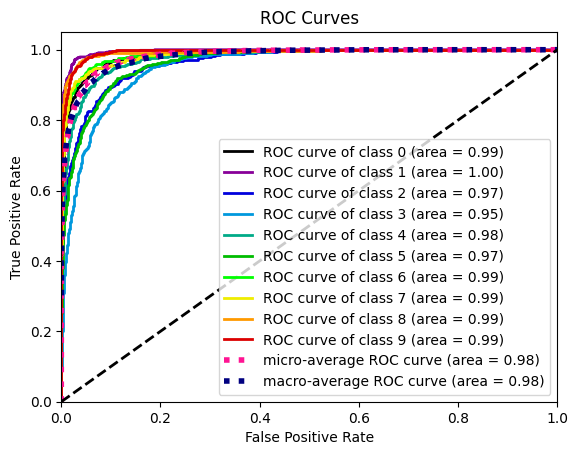 ROC Curves
True Positive Rate
1.0
0.8
0.6
0.4
0.2
0.0
ROC curve of class 0 (area = 0.99)
ROC curve of class 1 (area = 1.00)
ROC curve of class 2 (area = 0.97)
ROC curve of class 3 (area = 0.95)
ROC curve of class 4 (area = 0.98)
ROC curve of class 5 (area = 0.97)
ROC curve of class 6 (area = 0.99)
ROC curve of class 7 (area = 0.99)
ROC curve of class 8 (area = 0.99)
ROC curve of class 9 (area = 0.99)
micro-average ROC curve (area = 0.98)
macro-average ROC curve (area = 0.98)
0.0 0.2 0.4 0.6 0.8 1.0
False Positive Rate